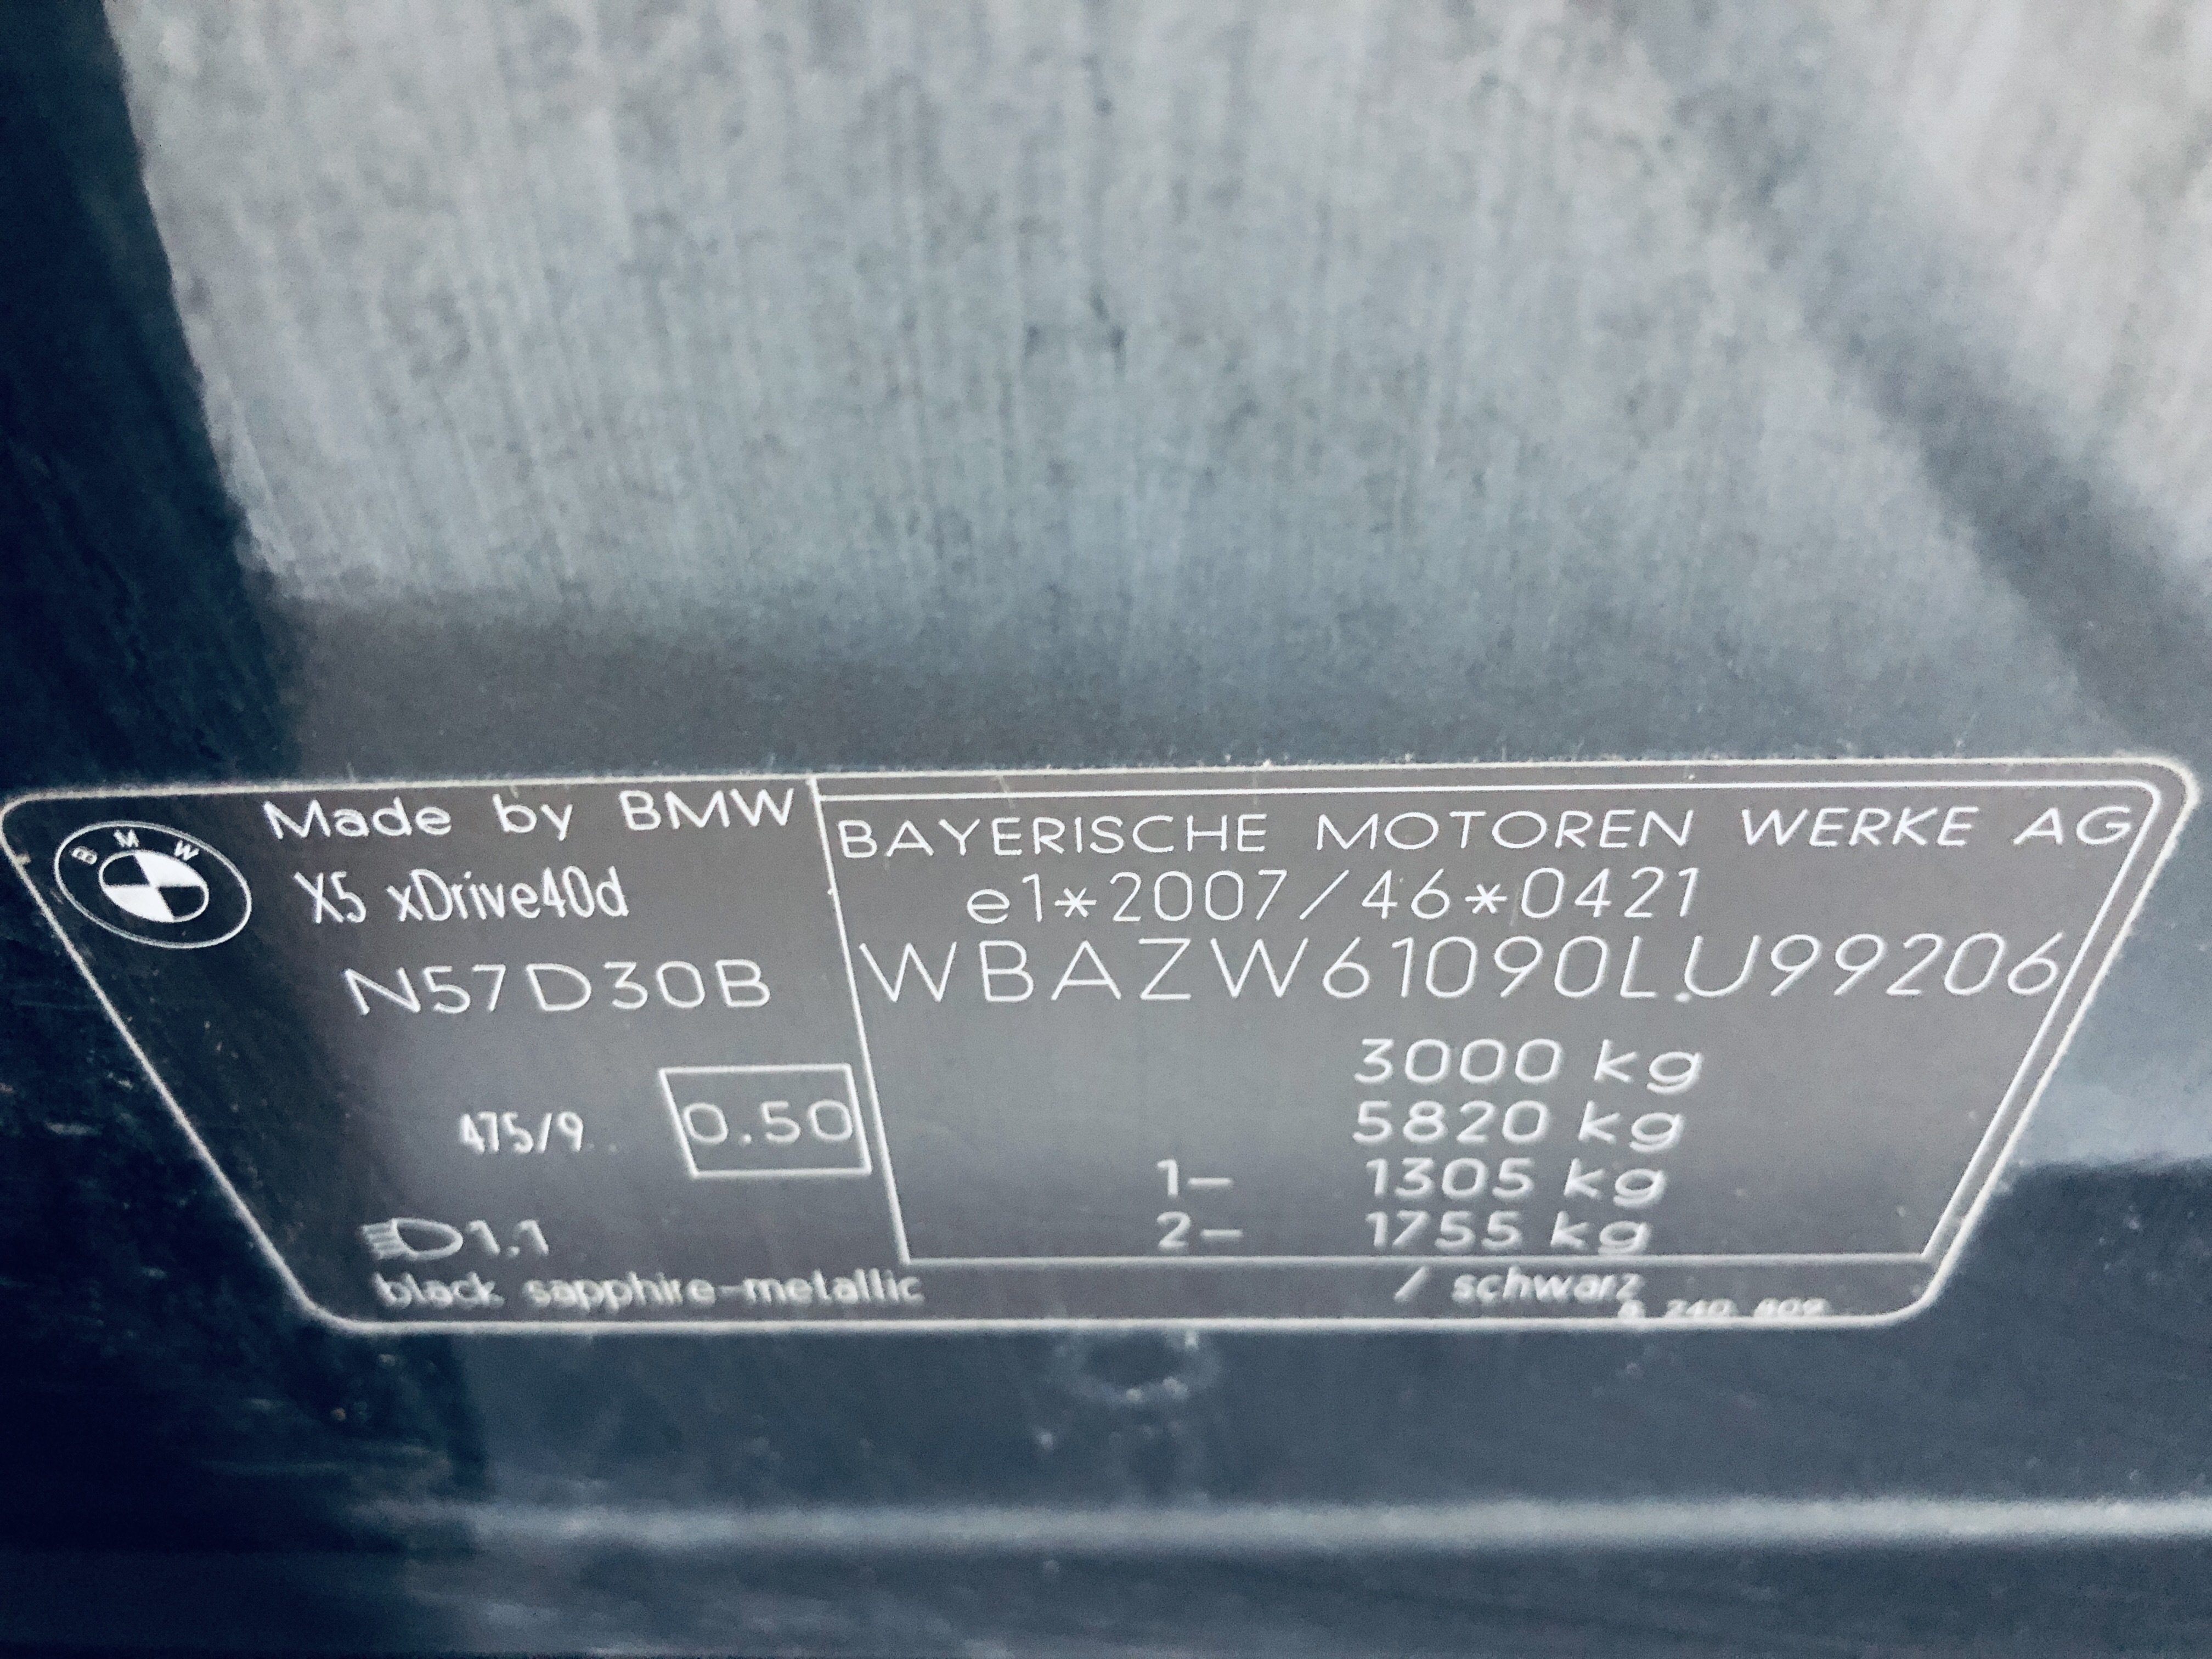 BMW
Made by BMW
X5 xDrive40d
N57D30B
475/9 0.50
1.1
black sapphire-metallic / schwarz
BAYERISCHE MOTOREN WERKE AG
e1*2007/46*0421
WBAZW61090LU99206
3000 kg
5820 kg
1- 1305 kg
2- 1755 kg